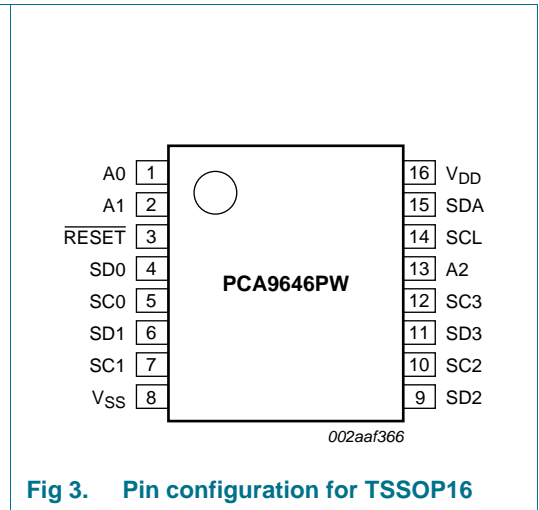 A0 1 16 VDD
A1 2 15 SDA
RESET 3 14 SCL
SD0 4 13 A2
PCA9646PW
SC0 5 12 SC3
SD1 6 11 SD3
SC1 7 10 SC2
VSS 8 9 SD2
002aaf366
Fig 3. Pin configuration for TSSOP16